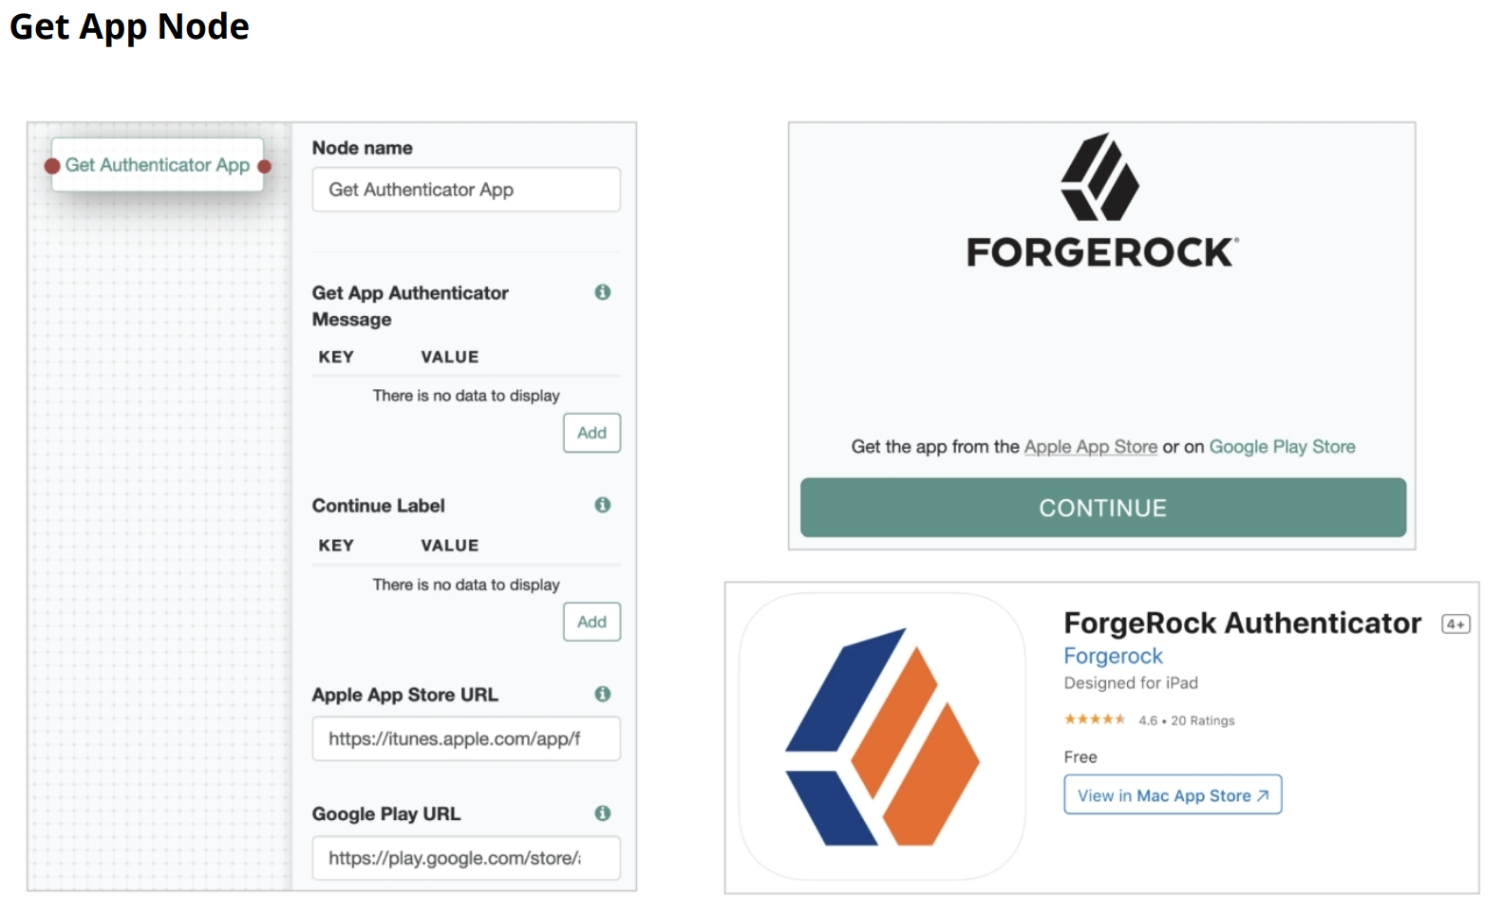 Get App Node
Get Authenticator App
Node name
Get Authenticator App
Get App Authenticator
Message
KEY VALUE
There is no data to display
Add
Continue Label
KEY VALUE
There is no data to display
Add
Apple App Store URL
https://itunes.apple.com/app/f
Google Play URL
https://play.google.com/store/
FORGEROCK
Get the app from the Apple App Store or on Google Play Store
CONTINUE
ForgeRock Authenticator 4+
Forgerock
Designed for iPad
4.6 • 20 Ratings
Free
View in Mac App Store ↗